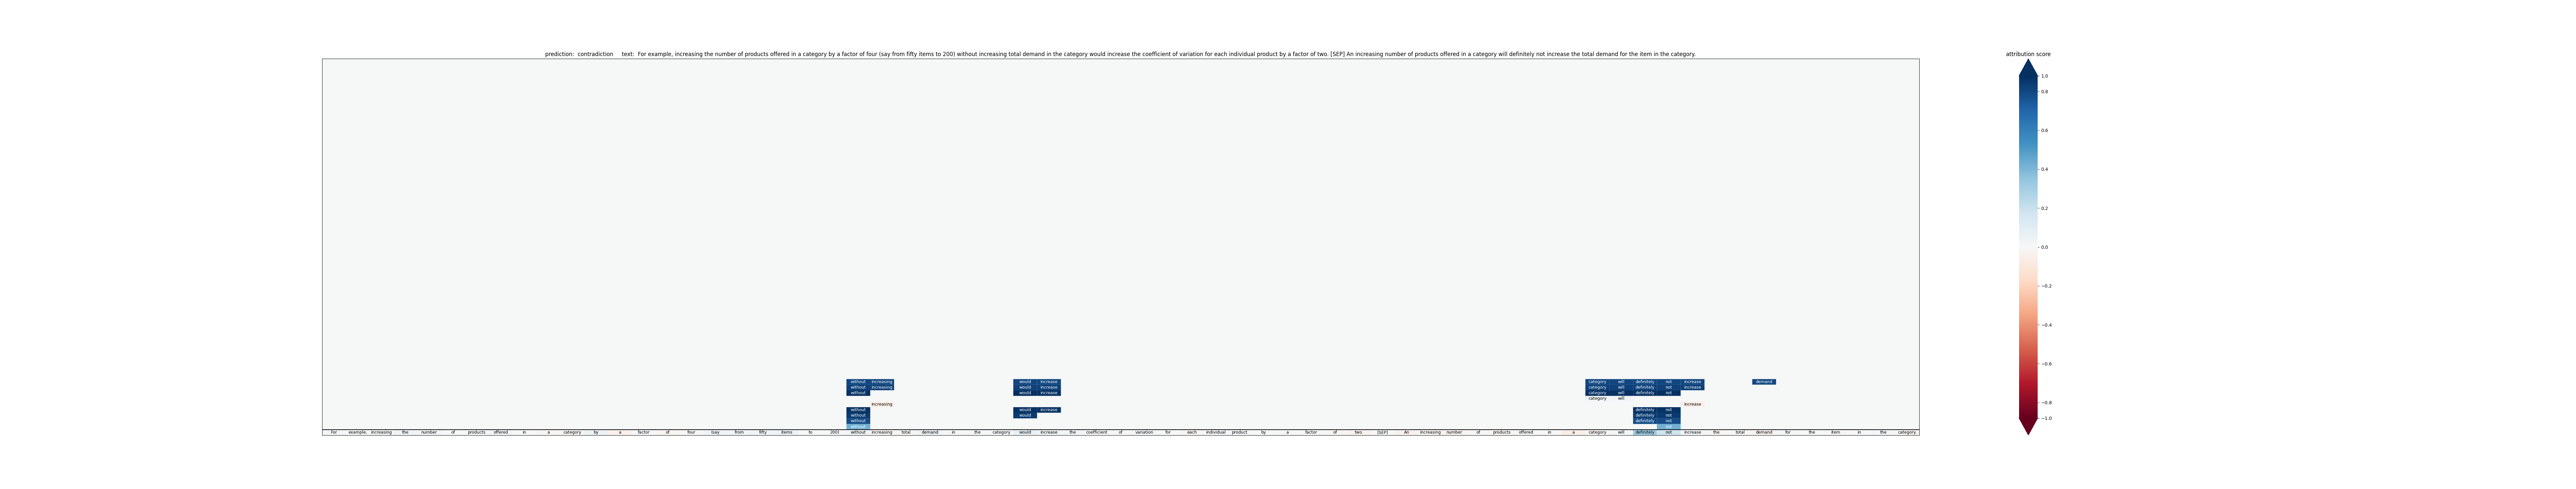 prediction:  contradiction     text:  For example, increasing the number of products offered in a category by a factor of four (say from fifty items to 200) without increasing total demand in the category would increase the coefficient of variation for each individual product by a factor of two. [SEP] An increasing number of products offered in a category will definitely not increase the total demand for the item in the category.
attribution score
1.0
0.8
0.6
0.4
0.2
0.0
−0.2
−0.4
−0.6
−0.8
−1.0
without increasing would increase category will definitely not increase demand
without increasing would increase category will definitely not increase
without would increase category will definitely not
category will
increasing increase
without would increase definitely not
without would definitely not
without definitely not
For example, increasing the number of products offered in a category by a factor of four (say from fifty items to 200) without increasing total demand in the category would increase the coefficient of variation for each individual product by a factor of two. [SEP] An increasing number of products offered in a category will definitely not increase the total demand for the item in the category